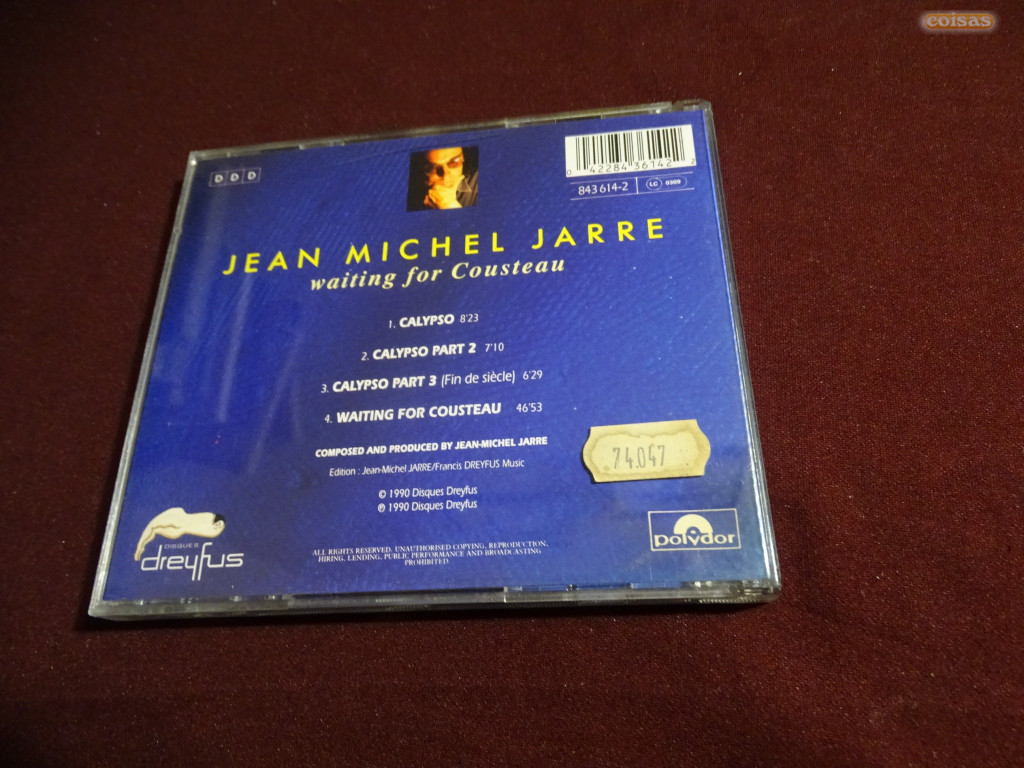 coisas
DDD
0 42284 36142 2
843 614-2 LC 0309
JEAN MICHEL JARRE
waiting for Cousteau
1. CALYPSO 8'23
2. CALYPSO PART 2 7'10
3. CALYPSO PART 3 (Fin de siècle) 6'29
4. WAITING FOR COUSTEAU 46'53
COMPOSED AND PRODUCED BY JEAN-MICHEL JARRE
Edition : Jean-Michel JARRE/Francis DREYFUS Music
74.047
© 1990 Disques Dreyfus
℗ 1990 Disques Dreyfus
DISQUES
dreyfus
polydor
ALL RIGHTS RESERVED. UNAUTHORISED COPYING, REPRODUCTION,
HIRING, LENDING, PUBLIC PERFORMANCE AND BROADCASTING
PROHIBITED.